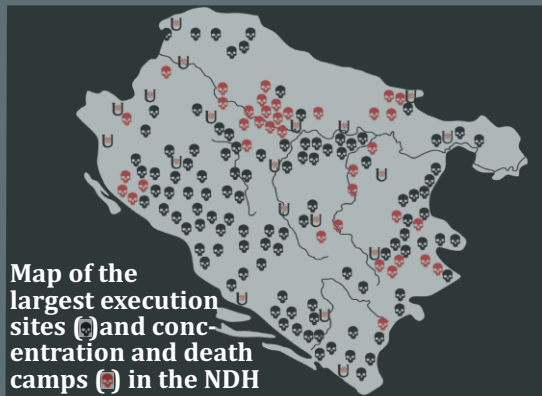 Map of the
largest execution
sites ( ) and conc-
entration and death
camps ( ) in the NDH